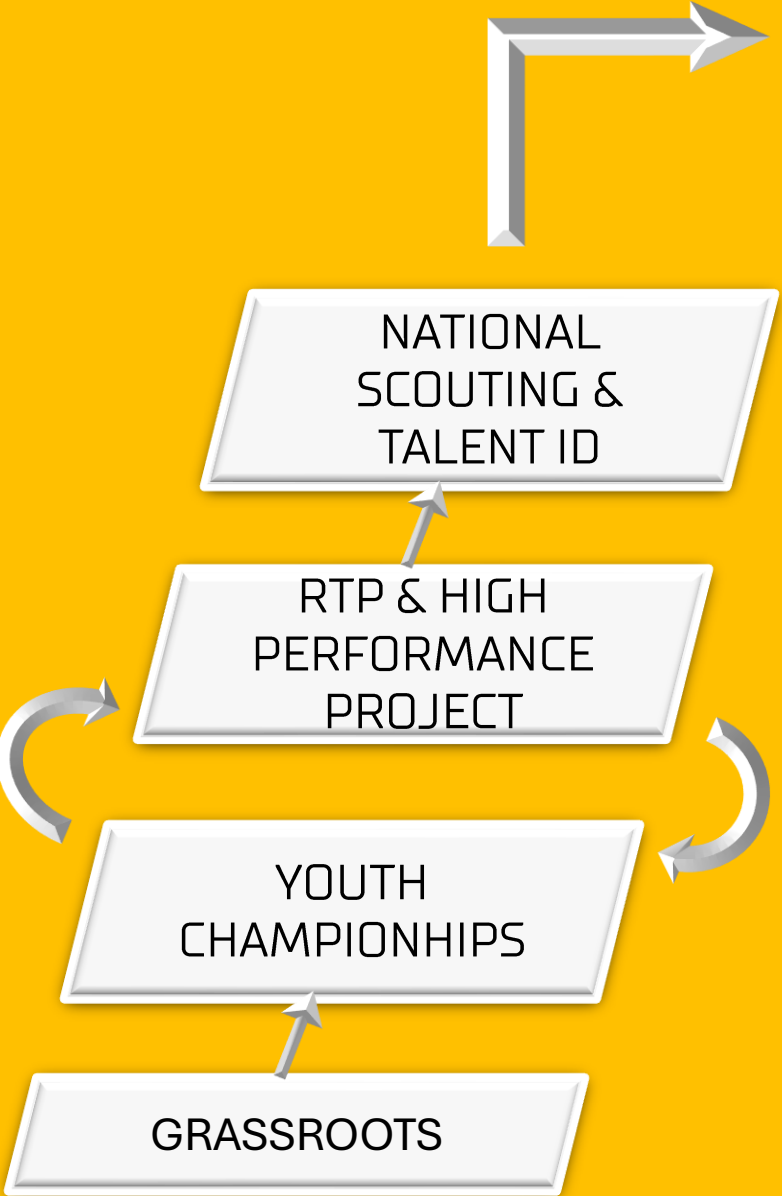 NATIONAL
SCOUTING &
TALENT ID
RTP & HIGH
PERFORMANCE
PROJECT
YOUTH
CHAMPIONHIPS
GRASSROOTS